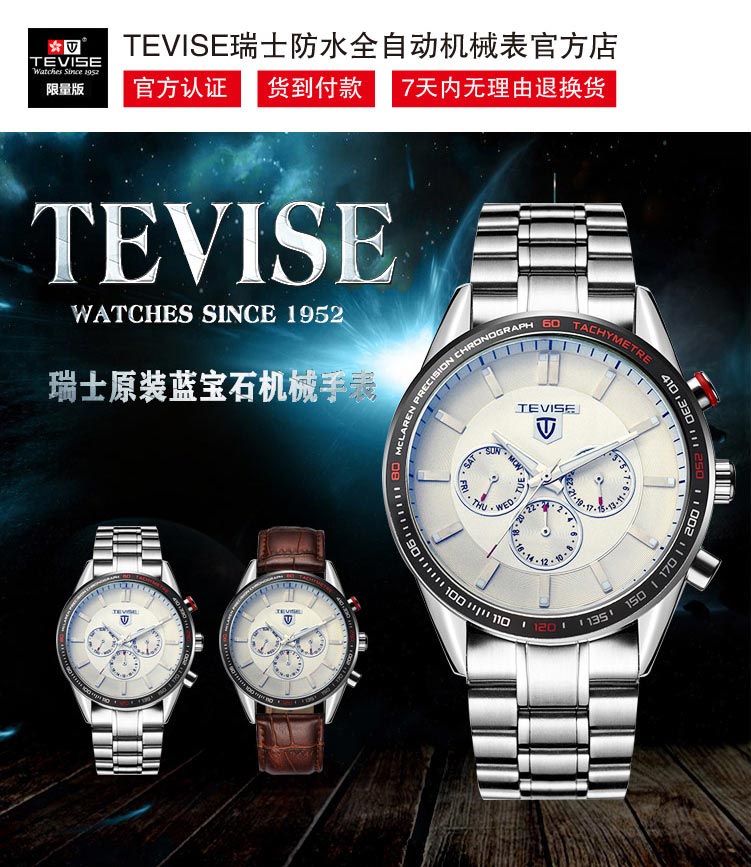 TEVISE
Watches Since 1952
限量版
TEVISE瑞士防水全自动机械表官方店
官方认证 货到付款 7天内无理由退换货
TEVISE
WATCHES SINCE 1952
瑞士原装蓝宝石机械手表
80 McLAREN PRECISION CHRONOGRAPH 60 TACHYMETRE 410 330 250 200 170 150 135 120 110 100 90
TEVISE
SAT SUN MON TUE WED THU FRI
TEVISE
TEVISE